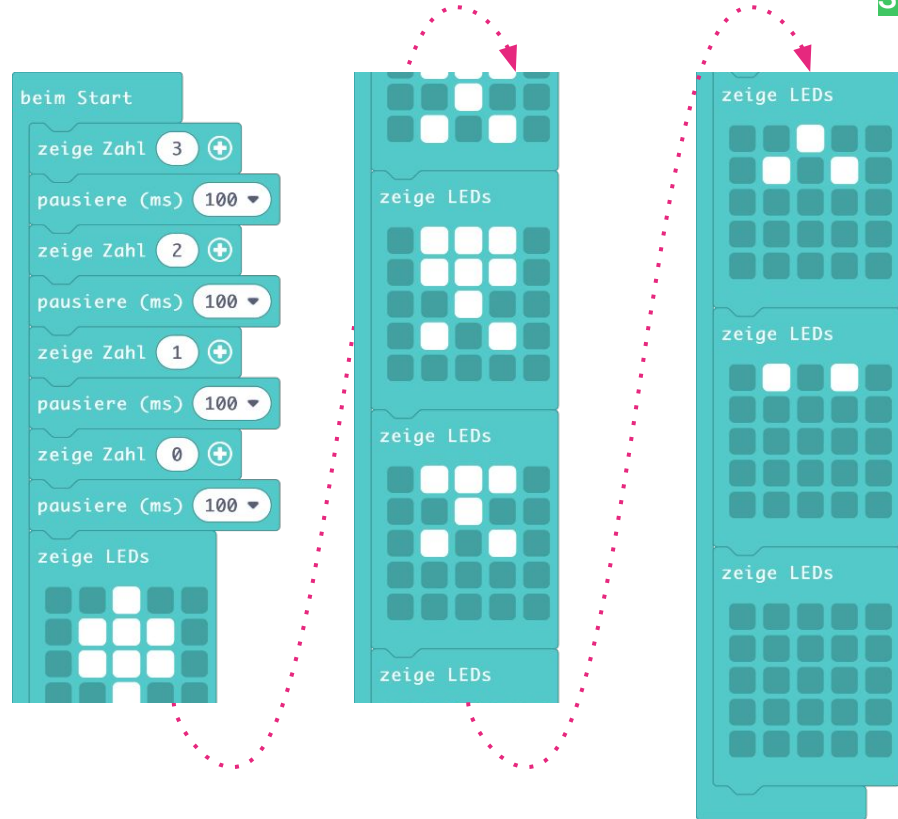 beim Start
zeige Zahl 3
pausiere (ms) 100
zeige Zahl 2
pausiere (ms) 100
zeige Zahl 1
pausiere (ms) 100
zeige Zahl 0
pausiere (ms) 100
zeige LEDs
zeige LEDs
zeige LEDs
zeige LEDs
zeige LEDs
zeige LEDs
zeige LEDs